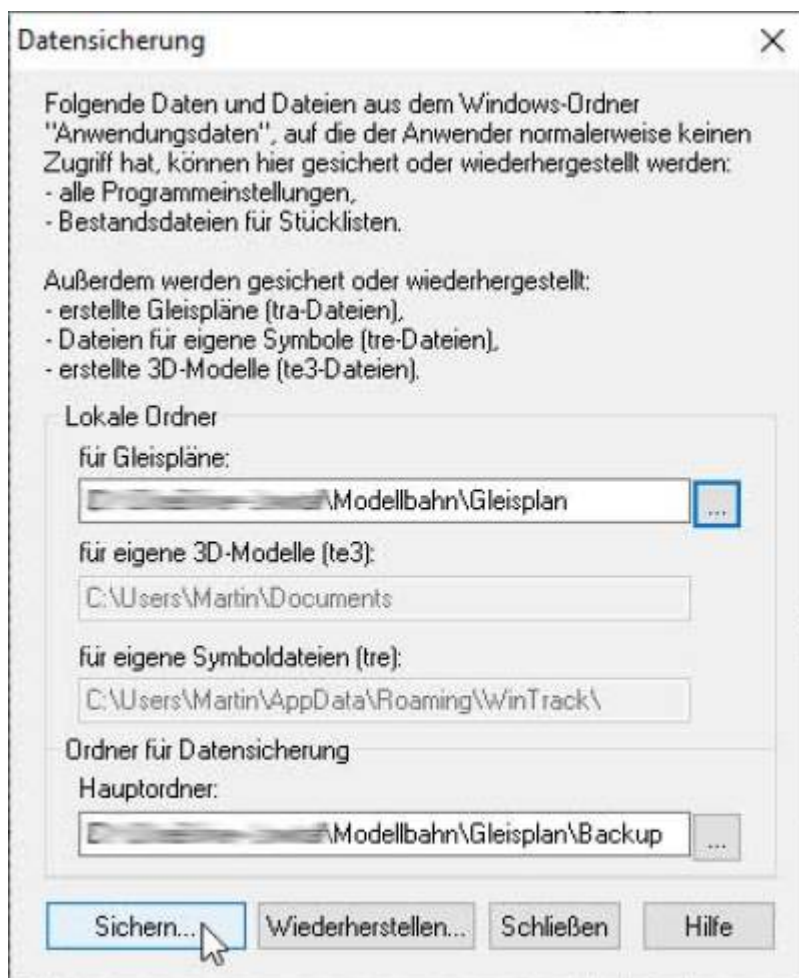 Datensicherung
Folgende Daten und Dateien aus dem Windows-Ordner
"Anwendungsdaten", auf die der Anwender normalerweise keinen
Zugriff hat, können hier gesichert oder wiederhergestellt werden:
- alle Programmeinstellungen,
- Bestandsdateien für Stücklisten.
Außerdem werden gesichert oder wiederhergestellt:
- erstellte Gleispläne (tra-Dateien),
- Dateien für eigene Symbole (tre-Dateien),
- erstellte 3D-Modelle (te3-Dateien).
Lokale Ordner
für Gleispläne:
\Modellbahn\Gleisplan ...
für eigene 3D-Modelle (te3):
C:\Users\Martin\Documents
für eigene Symboldateien (tre):
C:\Users\Martin\AppData\Roaming\WinTrack\
Ordner für Datensicherung
Hauptordner:
\Modellbahn\Gleisplan\Backup ...
Sichern... Wiederherstellen... Schließen Hilfe